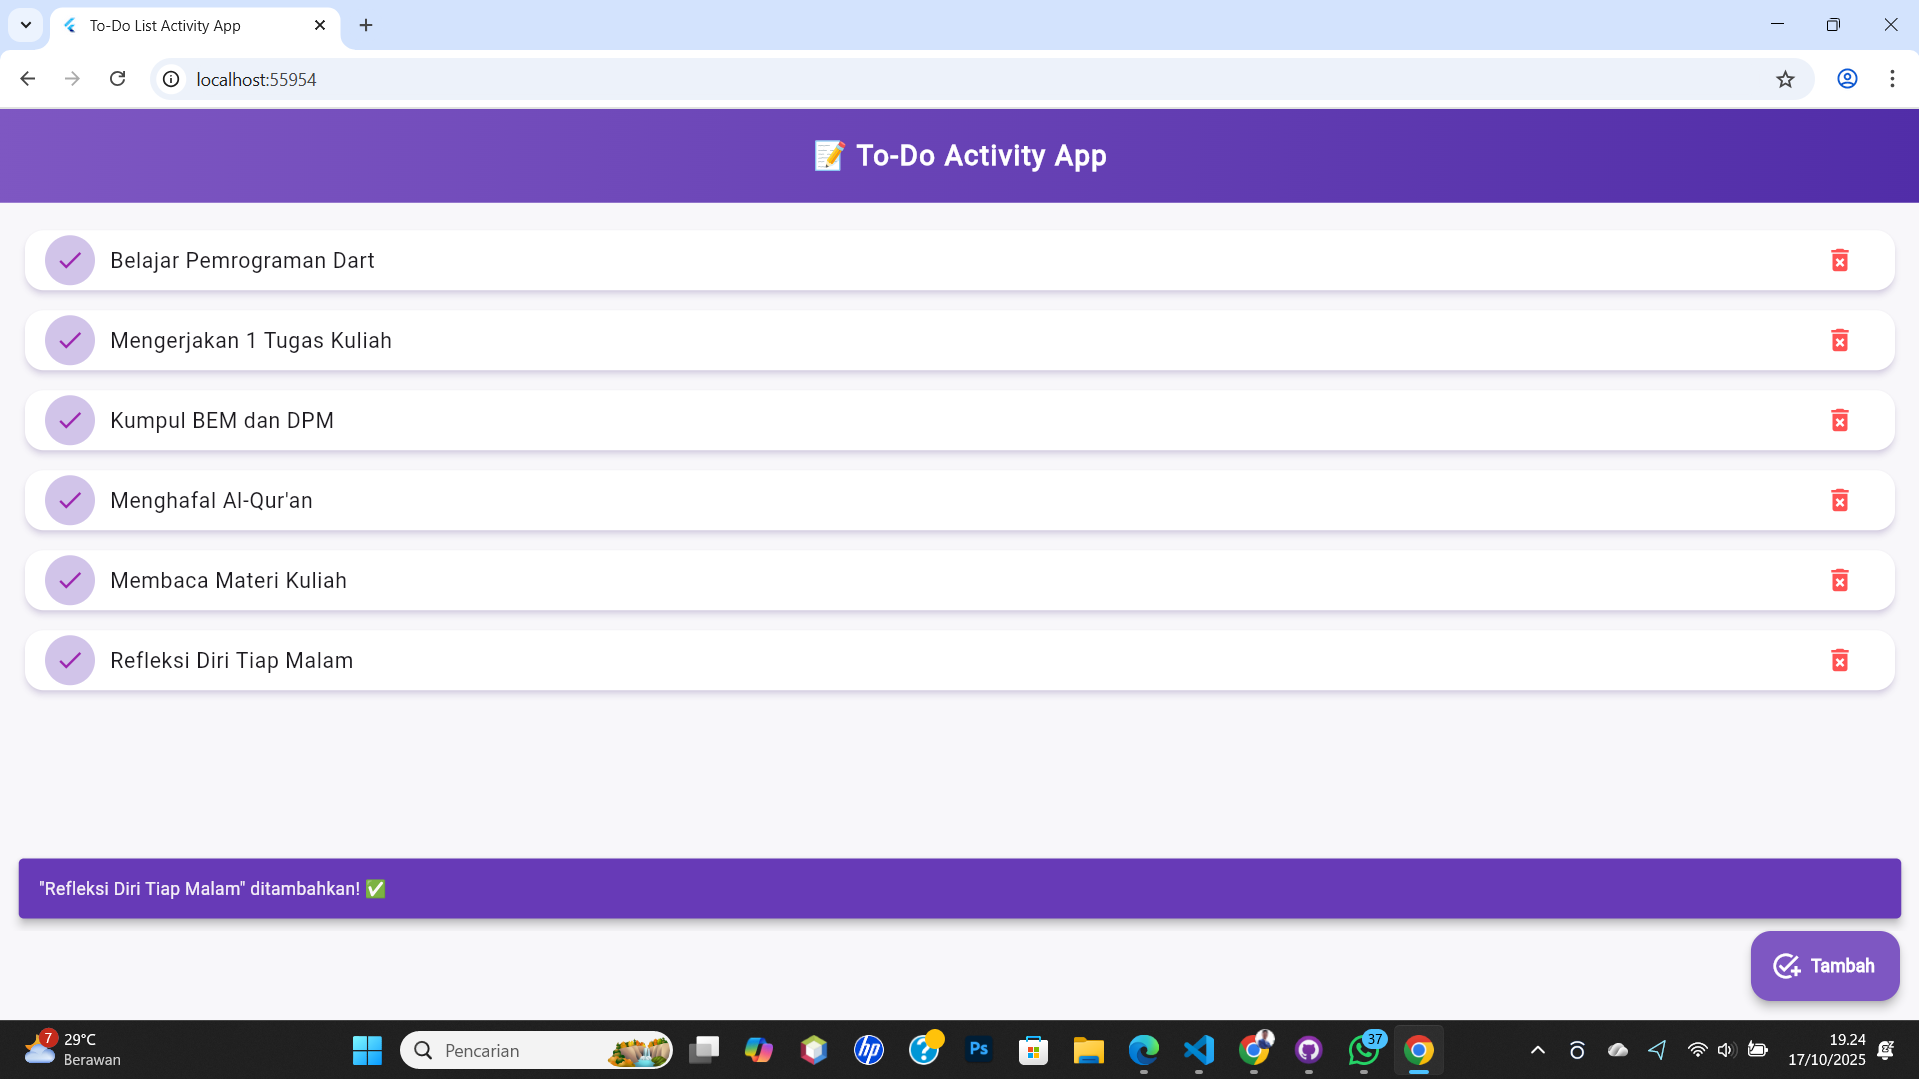 To-Do List Activity App
localhost:55954
📝 To-Do Activity App
Belajar Pemrograman Dart
Mengerjakan 1 Tugas Kuliah
Kumpul BEM dan DPM
Menghafal Al-Qur'an
Membaca Materi Kuliah
Refleksi Diri Tiap Malam
"Refleksi Diri Tiap Malam" ditambahkan! ✅
Tambah
7
29°C
Berawan
Pencarian
hp
?
Ps
37
19.24
17/10/2025